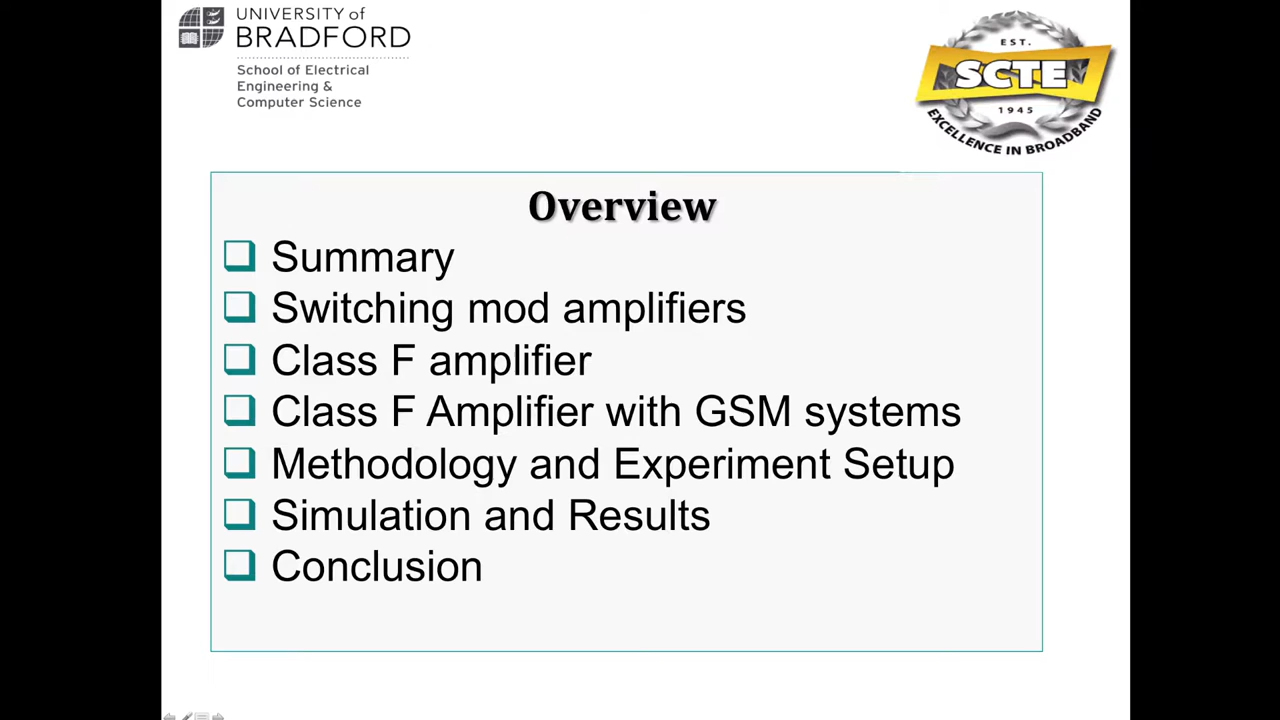 UNIVERSITY of
BRADFORD
School of Electrical
Engineering &
Computer Science
EST.
SCTE
1945
EXCELLENCE IN BROADBAND
Overview
Summary
Switching mod amplifiers
Class F amplifier
Class F Amplifier with GSM systems
Methodology and Experiment Setup
Simulation and Results
Conclusion